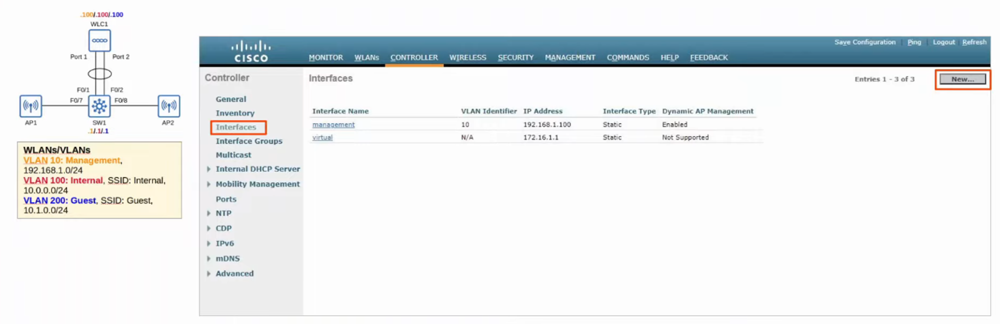 .100/.100/.100
WLC1
Port 1
Port 2
F0/1
F0/2
F0/7
F0/8
AP1
SW1
AP2
.1/.1/.1
WLANs/VLANs
VLAN 10: Management,
192.168.1.0/24
VLAN 100: Internal, SSID: Internal,
10.0.0.0/24
VLAN 200: Guest, SSID: Guest,
10.1.0.0/24
Save Configuration Ping Logout Refresh
CISCO
MONITOR WLANs CONTROLLER WIRELESS SECURITY MANAGEMENT COMMANDS HELP FEEDBACK
Controller
General
Inventory
Interfaces
Interface Groups
Multicast
Internal DHCP Server
Mobility Management
Ports
NTP
CDP
IPv6
mDNS
Advanced
Interfaces
Entries 1 - 3 of 3
New...
Interface Name VLAN Identifier IP Address Interface Type Dynamic AP Management
management 10 192.168.1.100 Static Enabled
virtual N/A 172.16.1.1 Static Not Supported